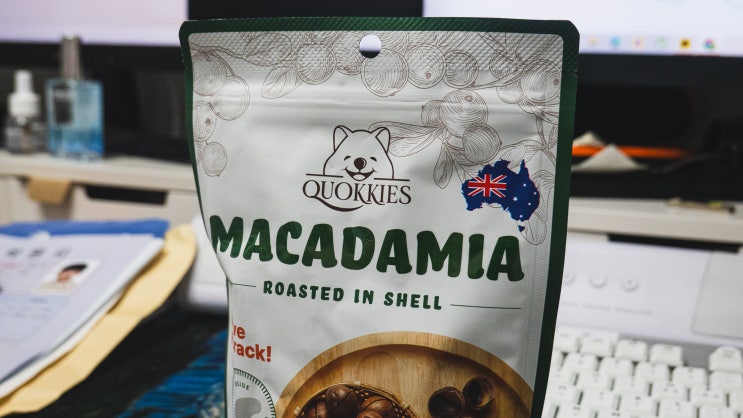 QUOKKIES
MACADAMIA
ROASTED IN SHELL